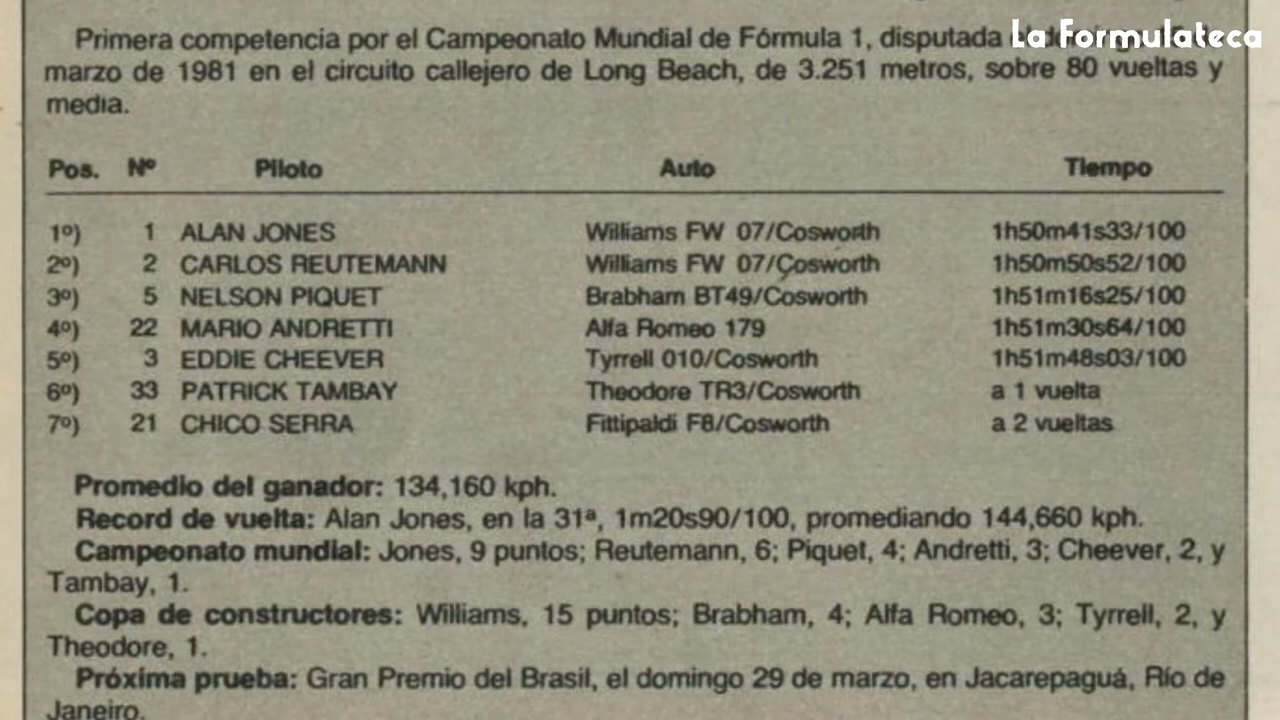 La Formulateca
Primera competencia por el Campeonato Mundial de Fórmula 1, disputada
marzo de 1981 en el circuito callejero de Long Beach, de 3.251 metros, sobre 80 vueltas y
media.
Pos. Nº Piloto Auto Tiempo
1º) 1 ALAN JONES Williams FW 07/Cosworth 1h50m41s33/100
2º) 2 CARLOS REUTEMANN Williams FW 07/Cosworth 1h50m50s52/100
3º) 5 NELSON PIQUET Brabham BT49/Cosworth 1h51m16s25/100
4º) 22 MARIO ANDRETTI Alfa Romeo 179 1h51m30s64/100
5º) 3 EDDIE CHEEVER Tyrrell 010/Cosworth 1h51m48s03/100
6º) 33 PATRICK TAMBAY Theodore TR3/Cosworth a 1 vuelta
7º) 21 CHICO SERRA Fittipaldi F8/Cosworth a 2 vueltas
Promedio del ganador: 134,160 kph.
Record de vuelta: Alan Jones, en la 31ª, 1m20s90/100, promediando 144,660 kph.
Campeonato mundial: Jones, 9 puntos; Reutemann, 6; Piquet, 4; Andretti, 3; Cheever, 2, y
Tambay, 1.
Copa de constructores: Williams, 15 puntos; Brabham, 4; Alfa Romeo, 3; Tyrrell, 2, y
Theodore, 1.
Próxima prueba: Gran Premio del Brasil, el domingo 29 de marzo, en Jacarepaguá, Río de
Janeiro.